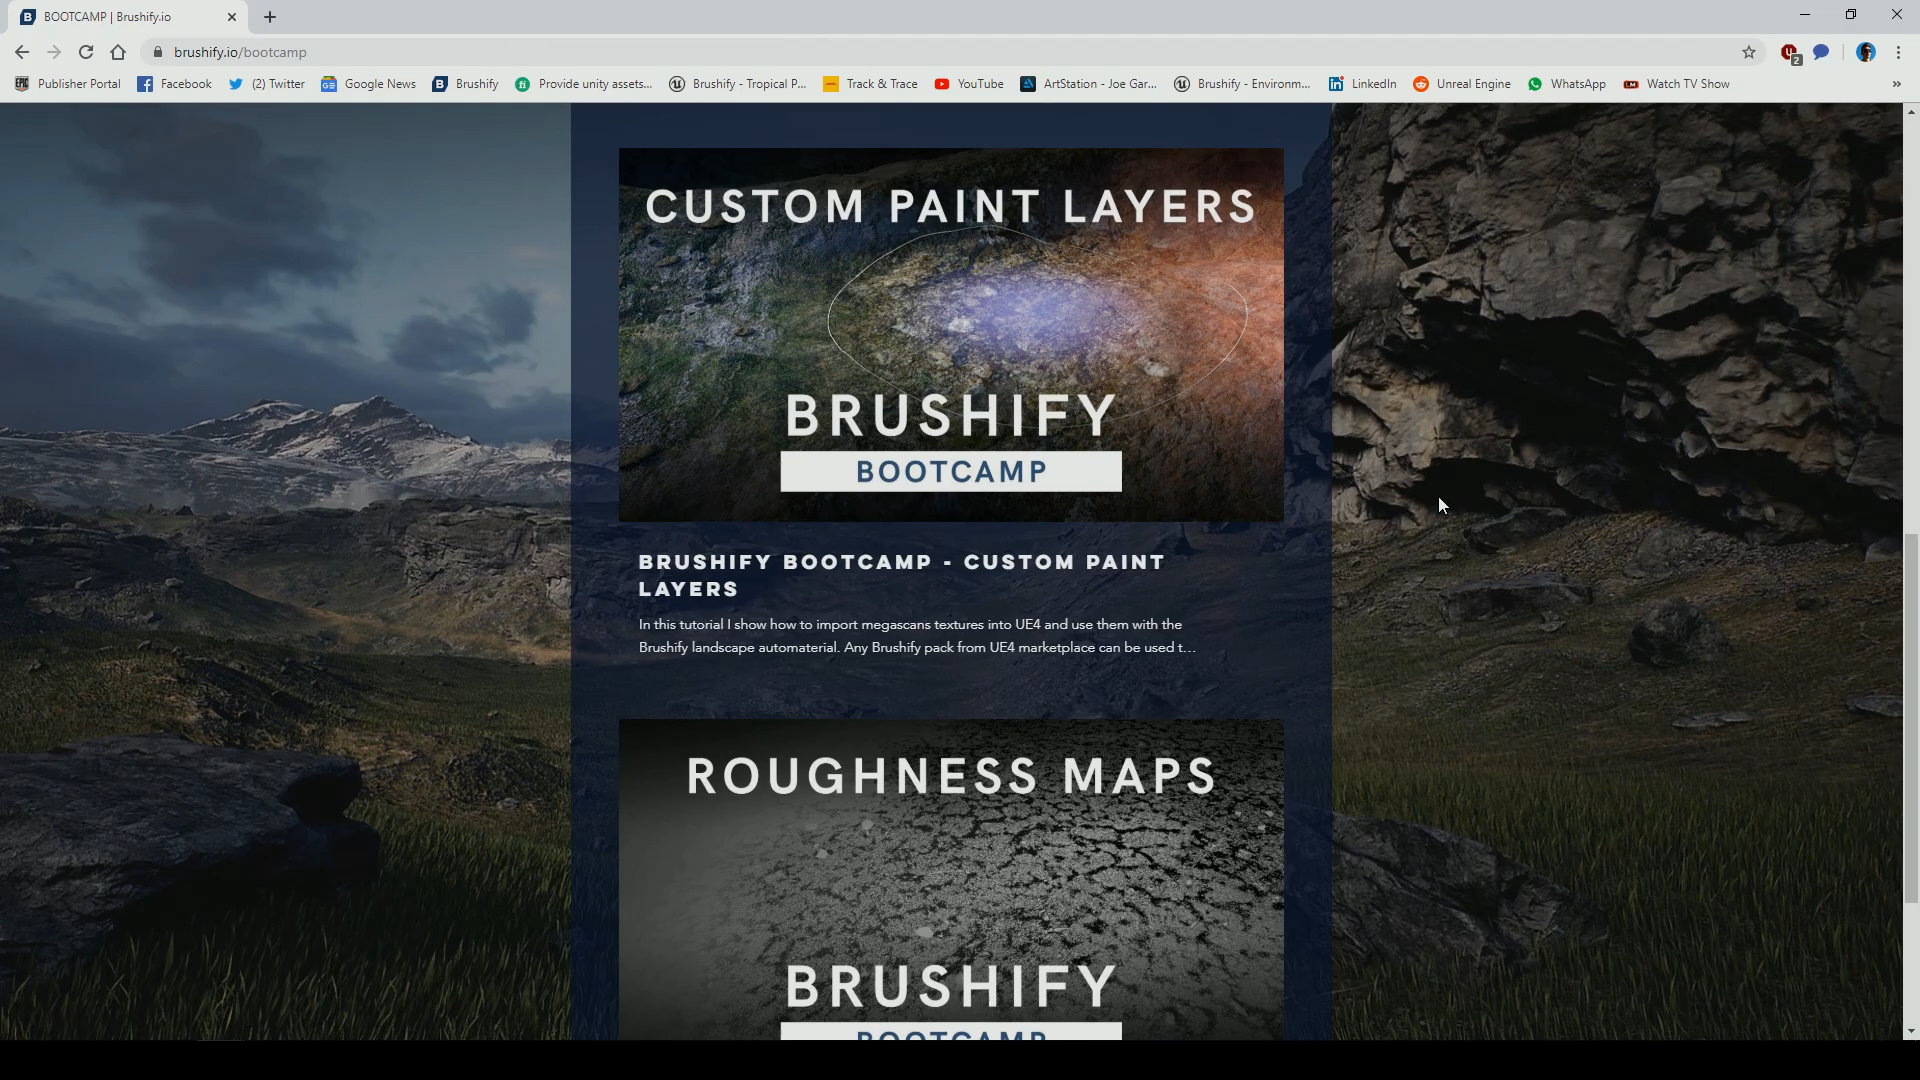 BOOTCAMP | Brushify.io
brushify.io/bootcamp
2
EPIC Publisher Portal Facebook (2) Twitter Google News Brushify Provide unity assets... Brushify - Tropical P... Track & Trace YouTube ArtStation - Joe Gar... Brushify - Environm... LinkedIn Unreal Engine WhatsApp Watch TV Show »
CUSTOM PAINT LAYERS
BRUSHIFY
BOOTCAMP
BRUSHIFY BOOTCAMP - CUSTOM PAINT
LAYERS
In this tutorial I show how to import megascans textures into UE4 and use them with the
Brushify landscape automaterial. Any Brushify pack from UE4 marketplace can be used t...
ROUGHNESS MAPS
BRUSHIFY
BOOTCAMP